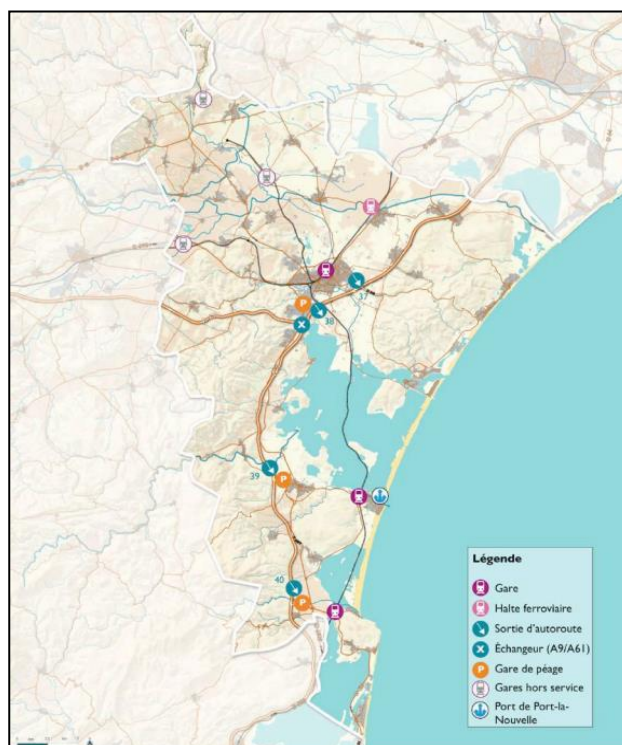 37
38
39
40
Légende
Gare
Halte ferroviaire
Sortie d'autoroute
Échangeur (A9/A61)
Gare de péage
Gares hors service
Port de Port-la-
Nouvelle